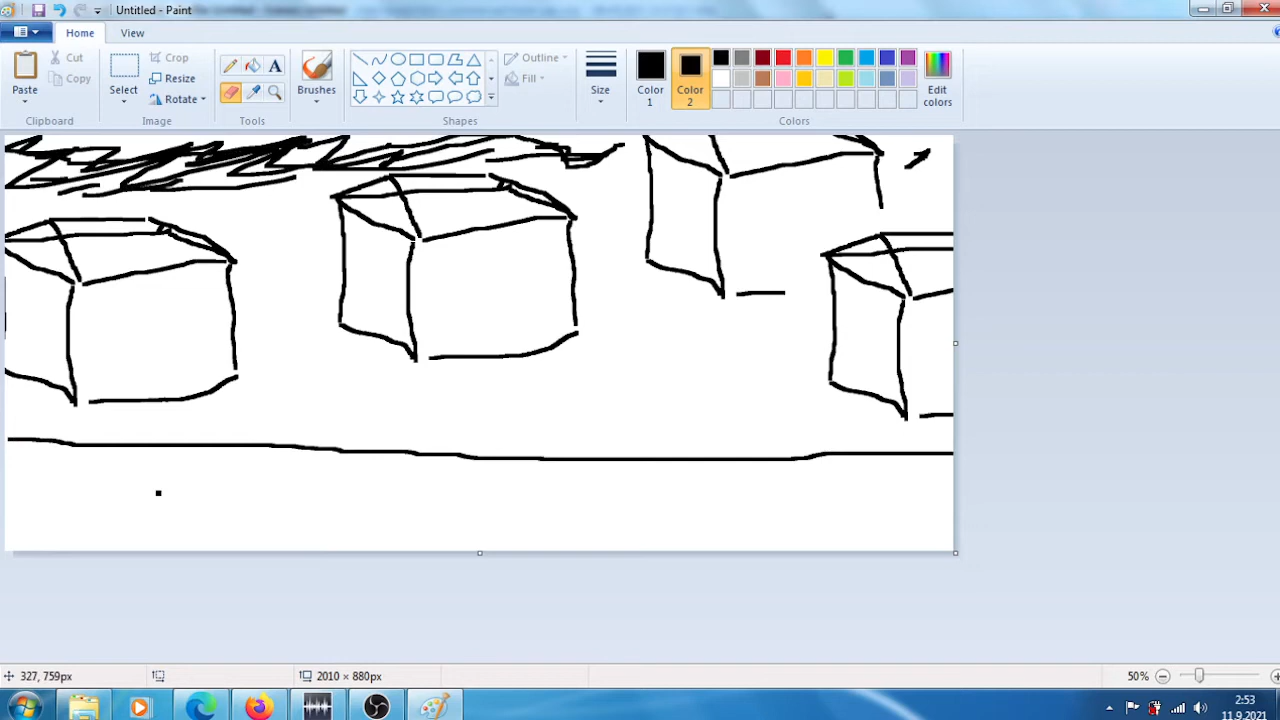 Untitled - Paint
Home
View
Paste
Cut
Copy
Clipboard
Select
Crop
Resize
Rotate
Image
A
Tools
Brushes
Outline
Fill
Shapes
Size
Color
1
Color
2
Edit
colors
Colors
327, 759px
2010 × 880px
50%
2:53
11.9.2021